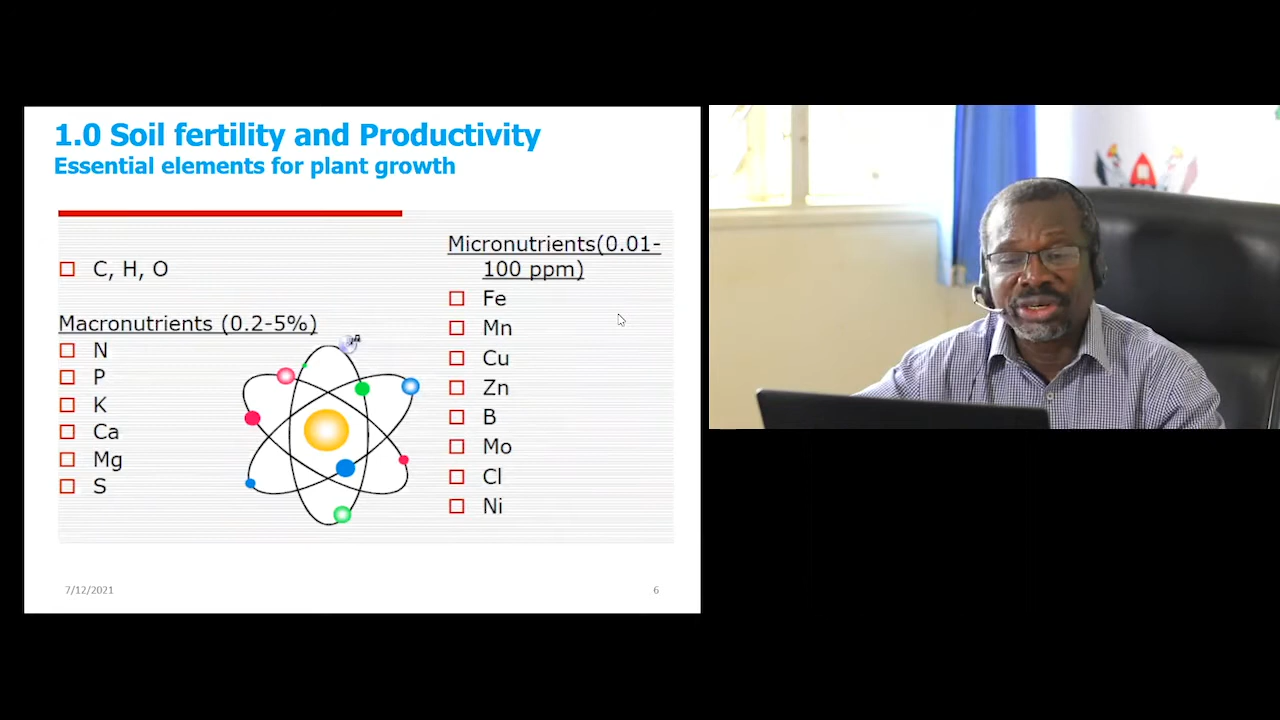 1.0 Soil fertility and Productivity
Essential elements for plant growth
C, H, O
Macronutrients (0.2-5%)
N
P
K
Ca
Mg
S
Micronutrients(0.01-
100 ppm)
Fe
Mn
Cu
Zn
B
Mo
Cl
Ni
7/12/2021
6